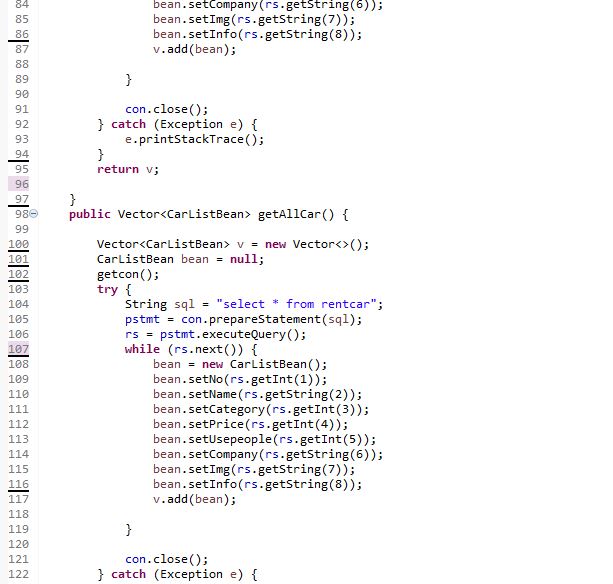 84 bean.setCompany(rs.getString(6));
85 bean.setImg(rs.getString(7));
86 bean.setInfo(rs.getString(8));
87 v.add(bean);
88
89 }
90
91 con.close();
92 } catch (Exception e) {
93 e.printStackTrace();
94 }
95 return v;
96
97 }
98 public Vector<CarListBean> getAllCar() {
99
100 Vector<CarListBean> v = new Vector<>();
101 CarListBean bean = null;
102 getcon();
103 try {
104 String sql = "select * from rentcar";
105 pstmt = con.prepareStatement(sql);
106 rs = pstmt.executeQuery();
107 while (rs.next()) {
108 bean = new CarListBean();
109 bean.setNo(rs.getInt(1));
110 bean.setName(rs.getString(2));
111 bean.setCategory(rs.getInt(3));
112 bean.setPrice(rs.getInt(4));
113 bean.setUsepeople(rs.getInt(5));
114 bean.setCompany(rs.getString(6));
115 bean.setImg(rs.getString(7));
116 bean.setInfo(rs.getString(8));
117 v.add(bean);
118
119 }
120
121 con.close();
122 } catch (Exception e) {